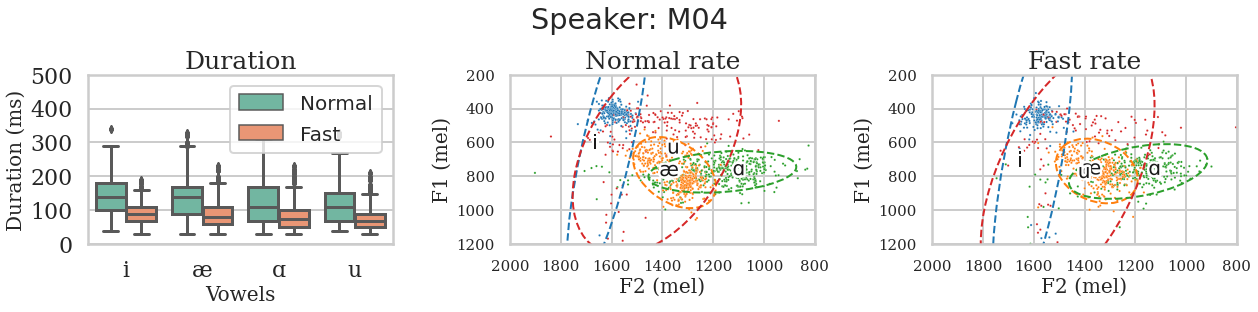 Speaker: M04
Duration
Duration (ms)
500
400
300
200
100
0
Normal
Fast
i æ ɑ u
Vowels
Normal rate
F1 (mel)
200
400
600
800
1000
1200
i
u
æ
ɑ
2000 1800 1600 1400 1200 1000 800
F2 (mel)
Fast rate
F1 (mel)
200
400
600
800
1000
1200
i
u
æ
ɑ
2000 1800 1600 1400 1200 1000 800
F2 (mel)